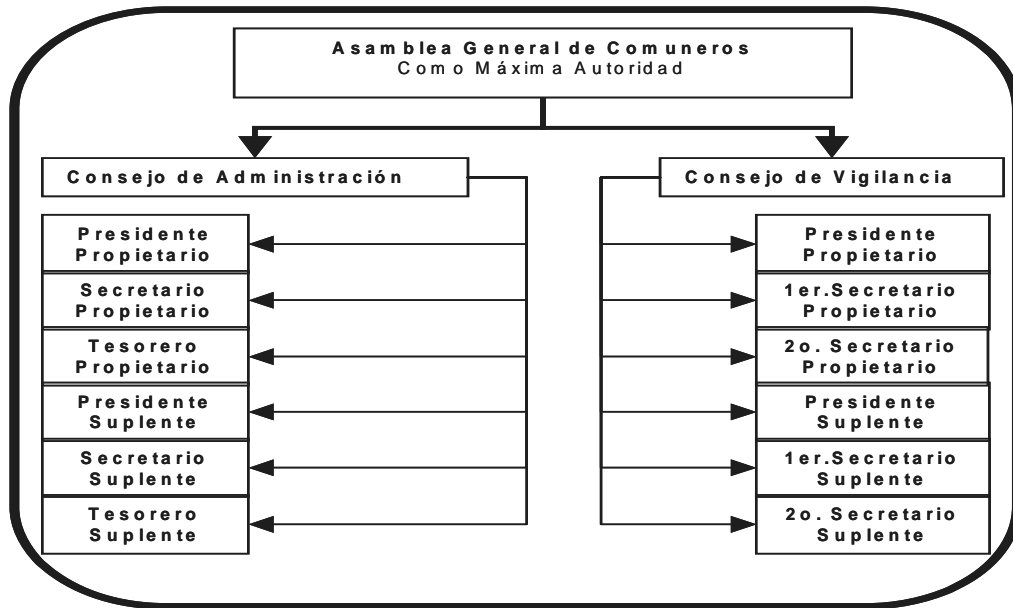 Asamblea General de Comuneros
Como Máxima Autoridad
Consejo de Administración
Presidente
Propietario
Secretario
Propietario
Tesorero
Propietario
Presidente
Suplente
Secretario
Suplente
Tesorero
Suplente
Consejo de Vigilancia
Presidente
Propietario
1er.Secretario
Propietario
2o. Secretario
Propietario
Presidente
Suplente
1er.Secretario
Suplente
2o. Secretario
Suplente